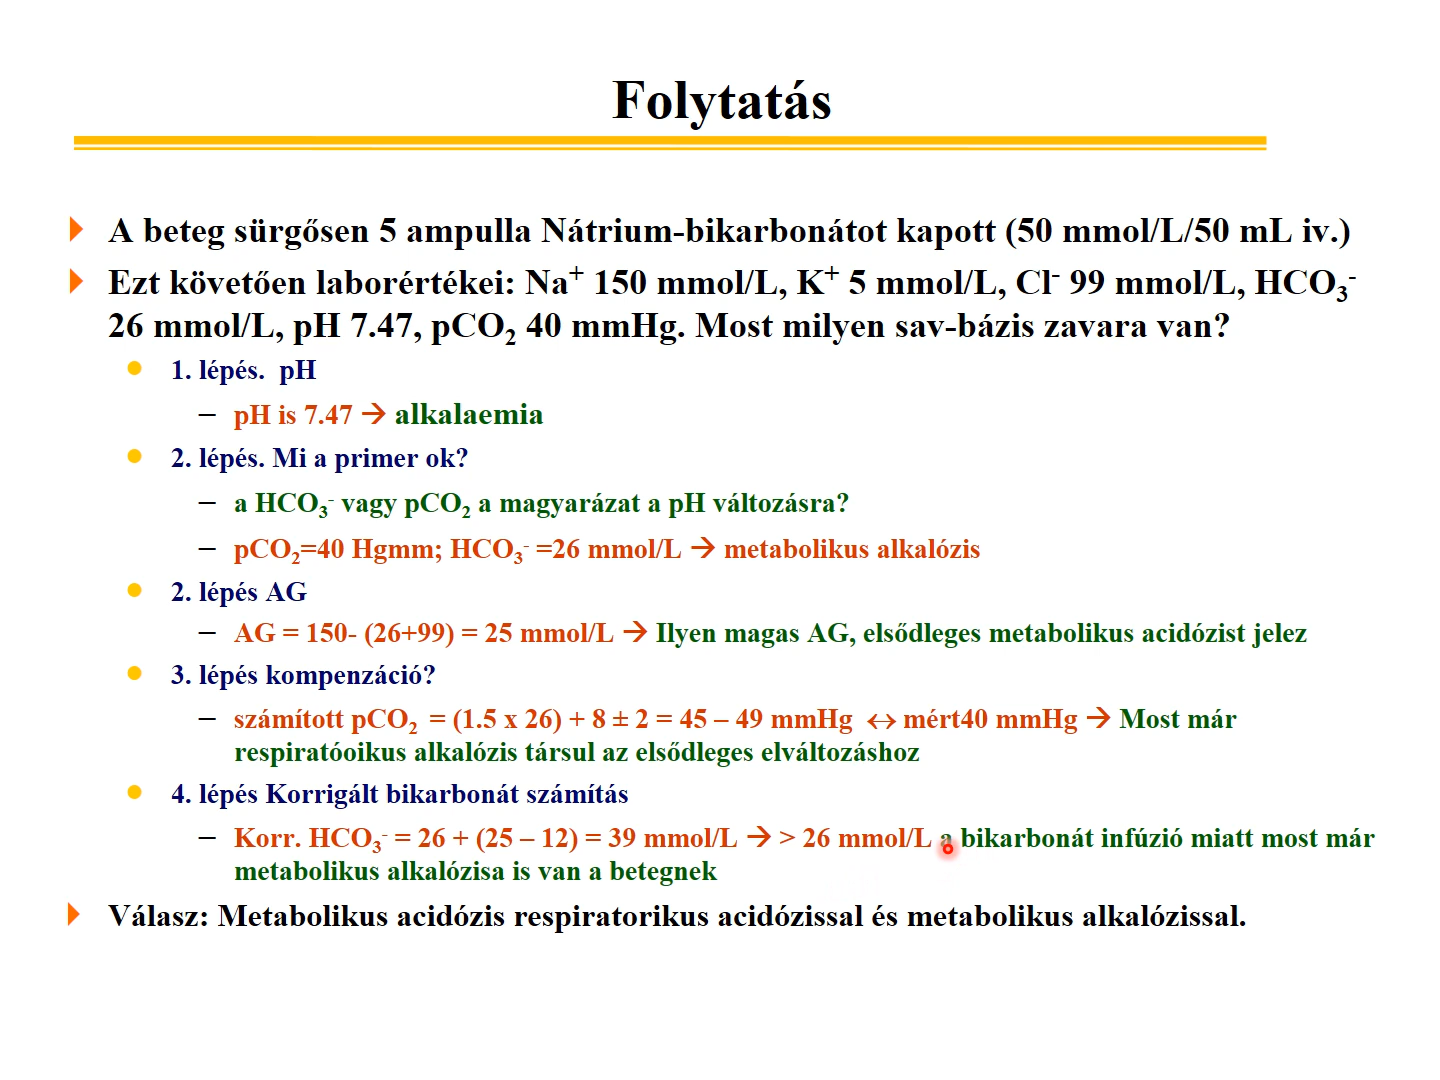 Folytatás
A beteg sürgősen 5 ampulla Nátrium-bikarbonátot kapott (50 mmol/L/50 mL iv.)
Ezt követően laborértékei: Na⁺ 150 mmol/L, K⁺ 5 mmol/L, Cl⁻ 99 mmol/L, HCO₃⁻
26 mmol/L, pH 7.47, pCO₂ 40 mmHg. Most milyen sav-bázis zavara van?
1. lépés. pH
– pH is 7.47 → alkalaemia
2. lépés. Mi a primer ok?
– a HCO₃⁻ vagy pCO₂ a magyarázat a pH változásra?
– pCO₂=40 Hgmm; HCO₃⁻ =26 mmol/L → metabolikus alkalózis
2. lépés AG
– AG = 150- (26+99) = 25 mmol/L → Ilyen magas AG, elsődleges metabolikus acidózist jelez
3. lépés kompenzáció?
– számított pCO₂ = (1.5 x 26) + 8 ± 2 = 45 – 49 mmHg ↔ mért40 mmHg → Most már
respiratóoikus alkalózis társul az elsődleges elváltozáshoz
4. lépés Korrigált bikarbonát számítás
– Korr. HCO₃⁻ = 26 + (25 – 12) = 39 mmol/L → > 26 mmol/L a bikarbonát infúzió miatt most már
metabolikus alkalózisa is van a betegnek
Válasz: Metabolikus acidózis respiratorikus acidózissal és metabolikus alkalózissal.